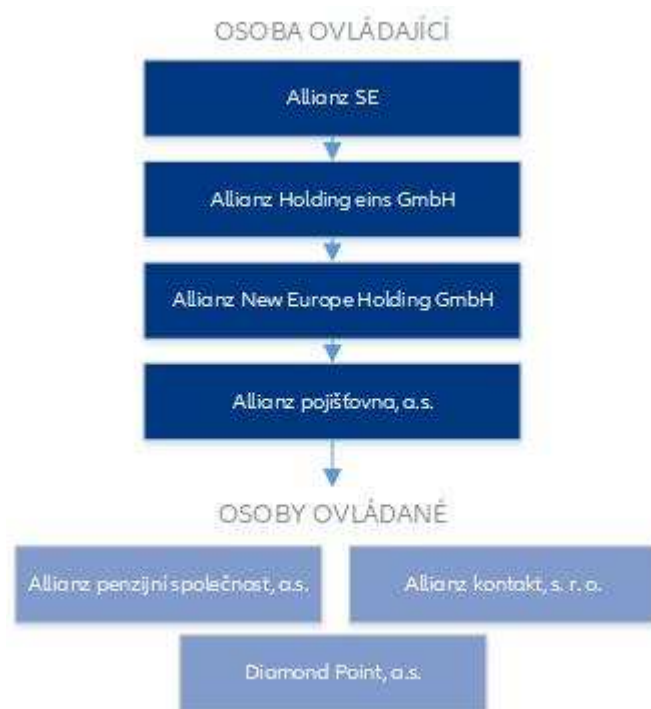 OSOBA OVLÁDAJÍCÍ
Allianz SE
Allianz Holding eins GmbH
Allianz New Europe Holding GmbH
Allianz pojišťovna, a.s.
OSOBY OVLÁDANÉ
Allianz penzijní společnost, a.s.
Allianz kontakt, s. r. o.
Diamond Point, a.s.